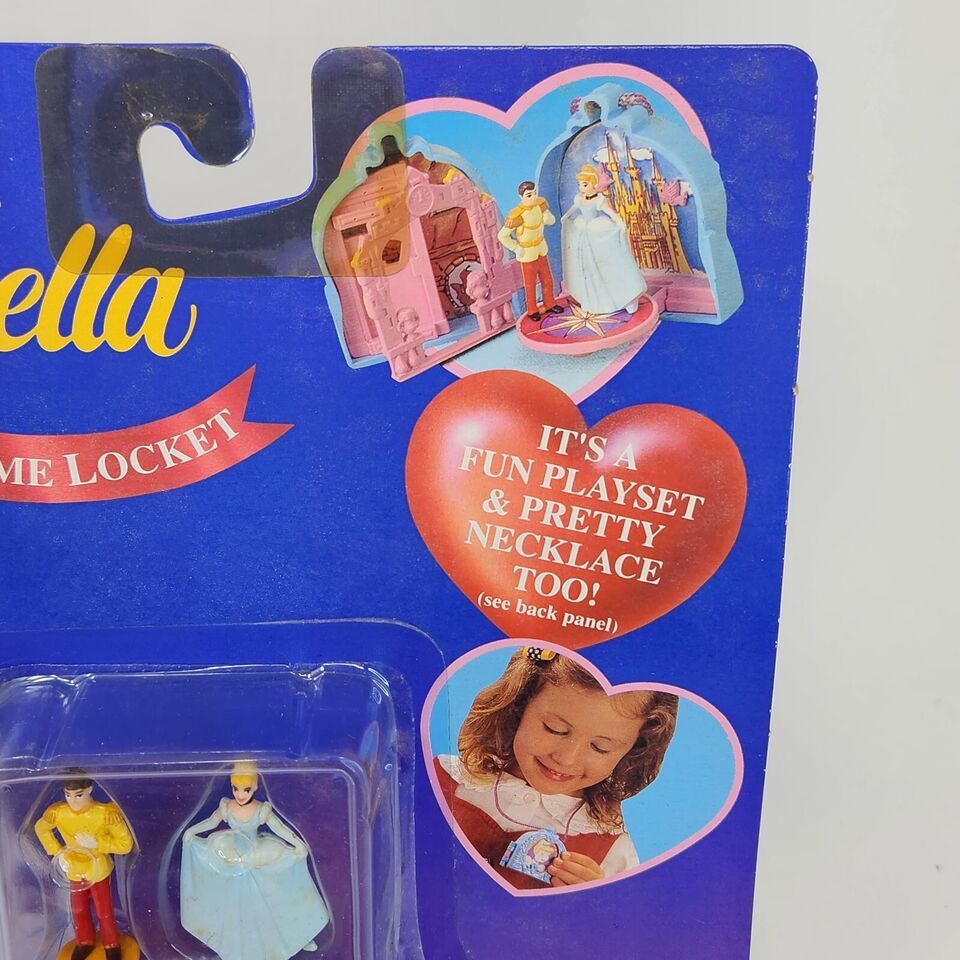 ella
ME LOCKET
IT'S A
FUN PLAYSET
& PRETTY
NECKLACE
TOO!
(see back panel)